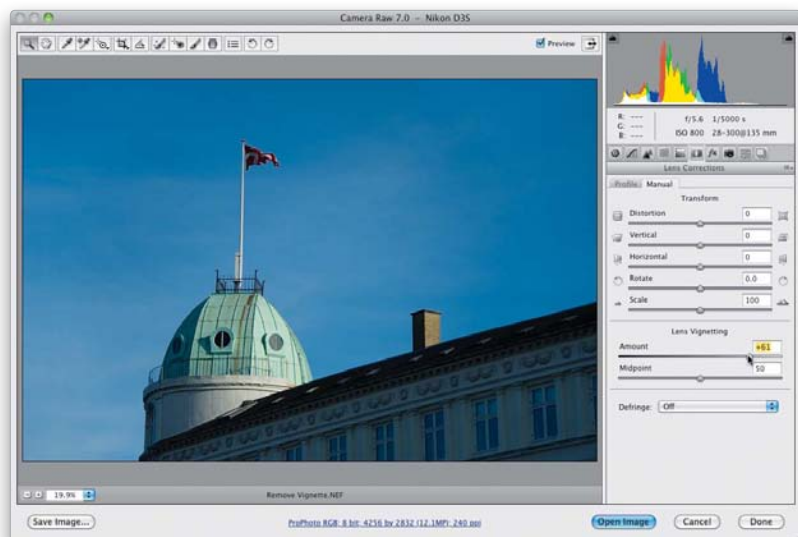 Camera Raw 7.0 – Nikon D3S
Preview
R: ---
G: ---
B: ---
f/5.6 1/5000 s
ISO 800 28-300@135 mm
Lens Corrections
Profile Manual
Transform
Distortion 0
Vertical 0
Horizontal 0
Rotate 0.0
Scale 100
Lens Vignetting
Amount +61
Midpoint 50
Defringe: Off
19.9% Remove Vignette.NEF
Save Image... ProPhoto RGB; 8 bit; 4256 by 2832 (12.1MP); 240 ppi Open Image Cancel Done